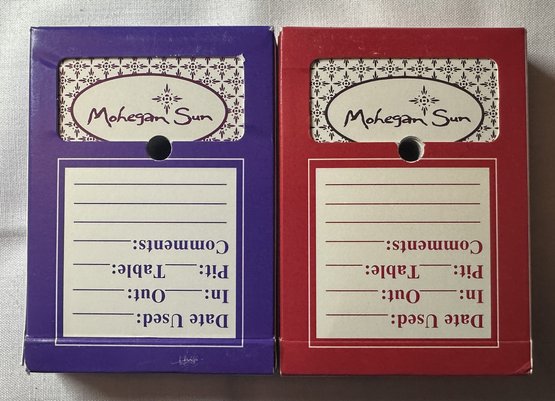 Mohegan Sun
Date Used:
In: Out:
Pit: Table:
Comments:
Mohegan Sun
Date Used:
In: Out:
Pit: Table:
Comments: